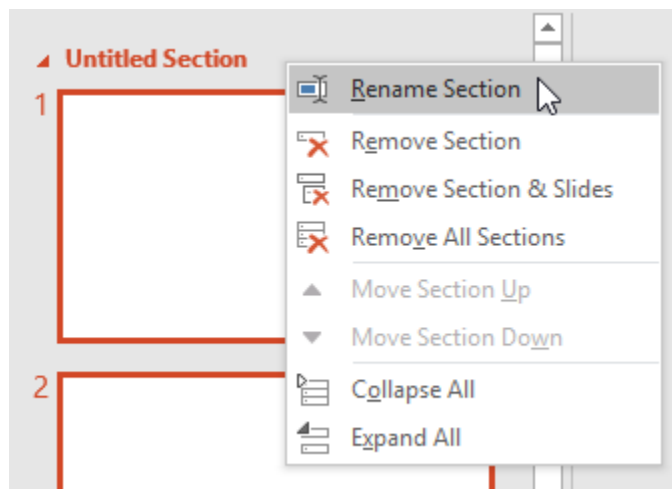 Untitled Section
1
Rename Section
Remove Section
Remove Section & Slides
Remove All Sections
Move Section Up
Move Section Down
2
Collapse All
Expand All